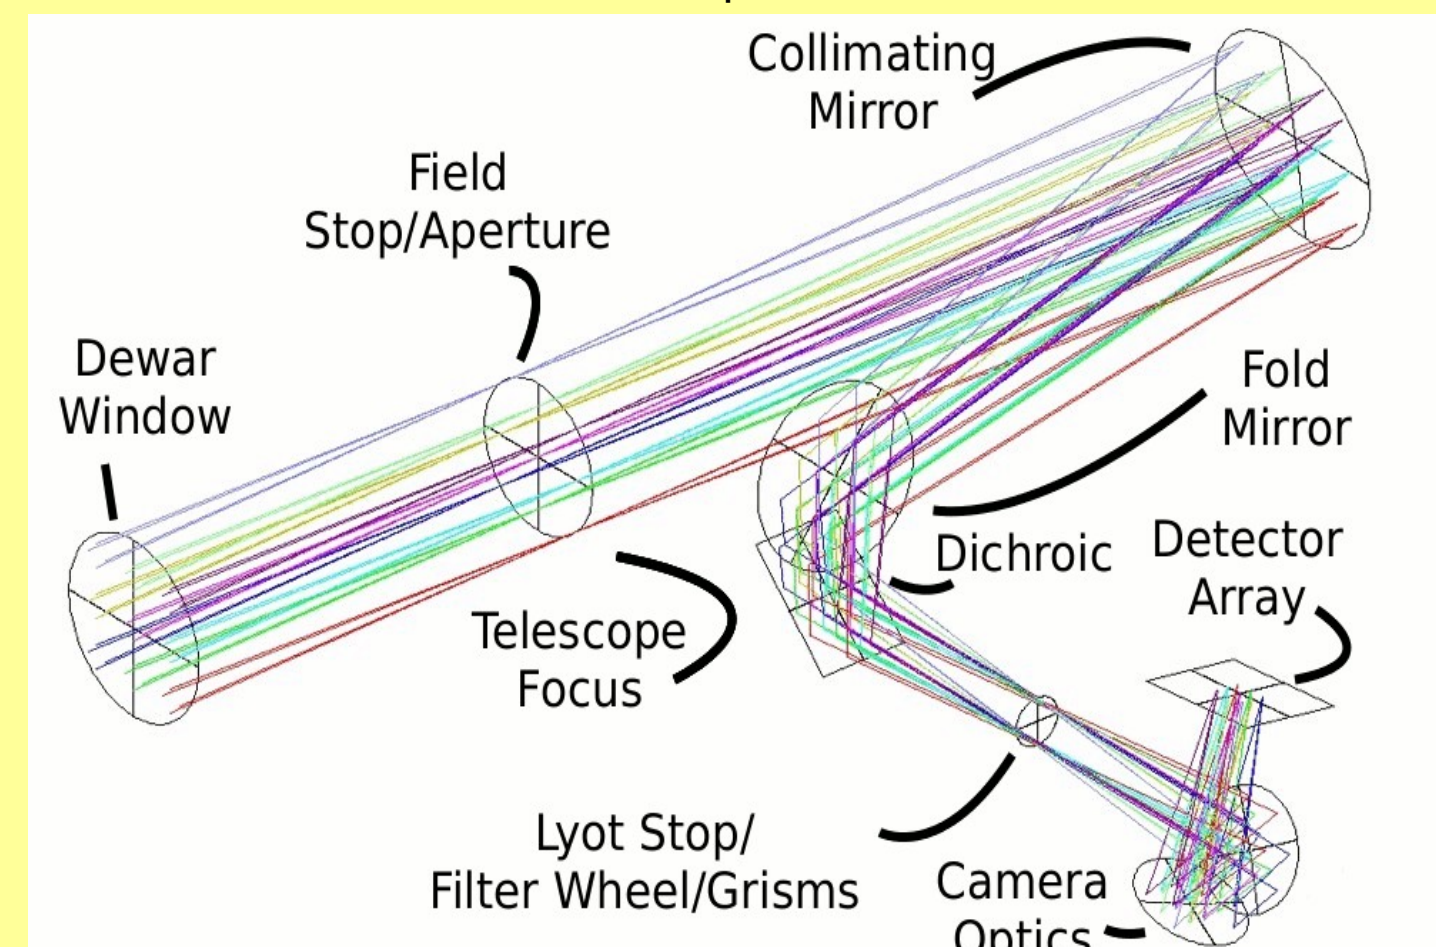 Collimating
Mirror
Field
Stop/Aperture
Dewar
Window
Fold
Mirror
Dichroic
Detector
Array
Telescope
Focus
Lyot Stop/
Filter Wheel/Grisms
Camera
Optics